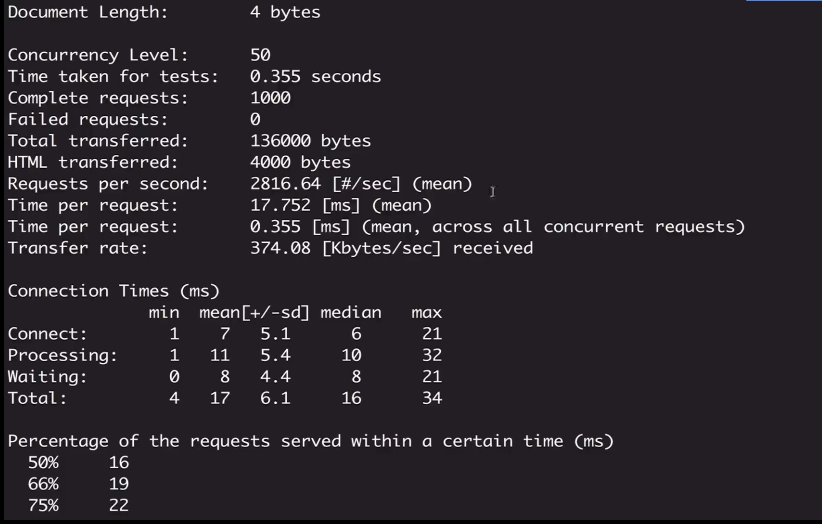 Document Length:        4 bytes
Concurrency Level:      50
Time taken for tests:   0.355 seconds
Complete requests:      1000
Failed requests:        0
Total transferred:      136000 bytes
HTML transferred:       4000 bytes
Requests per second:    2816.64 [#/sec] (mean)
Time per request:       17.752 [ms] (mean)
Time per request:       0.355 [ms] (mean, across all concurrent requests)
Transfer rate:          374.08 [Kbytes/sec] received
Connection Times (ms)
              min  mean[+/-sd] median   max
Connect:        1    7   5.1      6      21
Processing:     1   11   5.4     10      32
Waiting:        0    8   4.4      8      21
Total:          4   17   6.1     16      34
Percentage of the requests served within a certain time (ms)
  50%     16
  66%     19
  75%     22